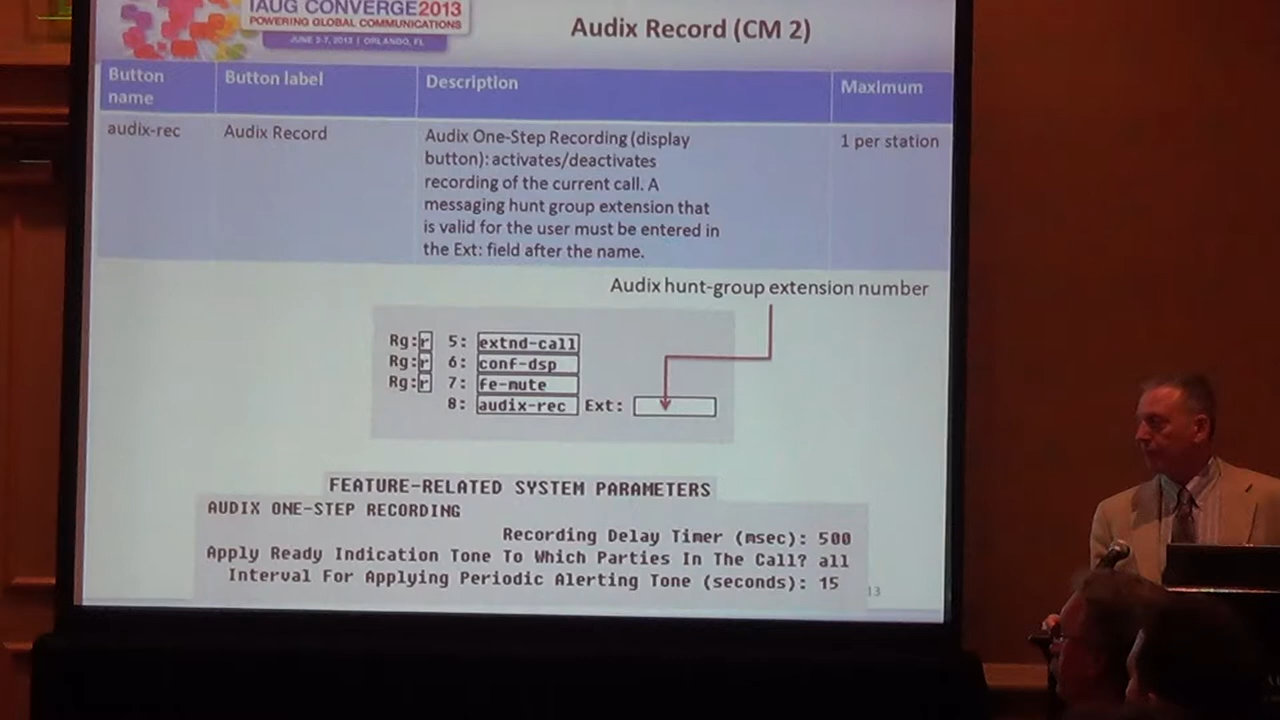 IAUG CONVERGE2013
POWERING GLOBAL COMMUNICATIONS
JUNE 2-7, 2013 | ORLANDO, FL
Audix Record (CM 2)
Button name
Button label
Description
Maximum
audix-rec
Audix Record
Audix One-Step Recording (display
button): activates/deactivates
recording of the current call. A
messaging hunt group extension that
is valid for the user must be entered in
the Ext: field after the name.
1 per station
Audix hunt-group extension number
Rg:r 5: extnd-call
Rg:r 6: conf-dsp
Rg:r 7: fe-mute
8: audix-rec Ext:
FEATURE-RELATED SYSTEM PARAMETERS
AUDIX ONE-STEP RECORDING
Recording Delay Timer (msec): 500
Apply Ready Indication Tone To Which Parties In The Call? all
Interval For Applying Periodic Alerting Tone (seconds): 15
13